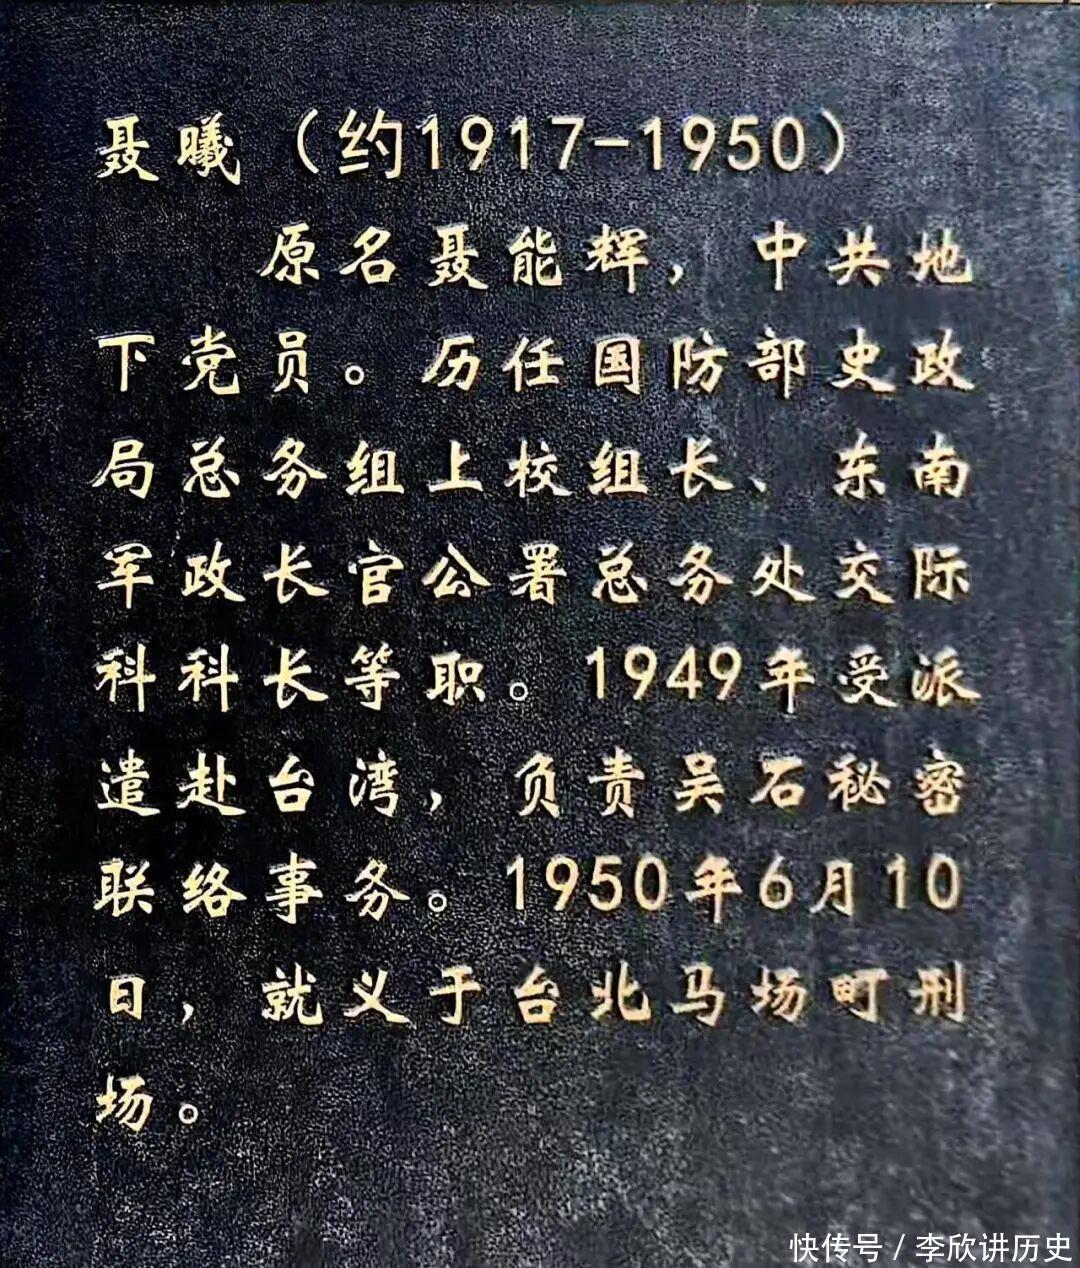 聂曦（约1917-1950）
原名聂能辉，中共地
下党员。历任国防部史政
局总务组上校组长、东南
军政长官公署总务处交际
科科长等职。1949年受派
遣赴台湾，负责吴石秘密
联络事务。1950年6月10
日，就义于台北马场町刑
场。
快传号 / 李欣讲历史